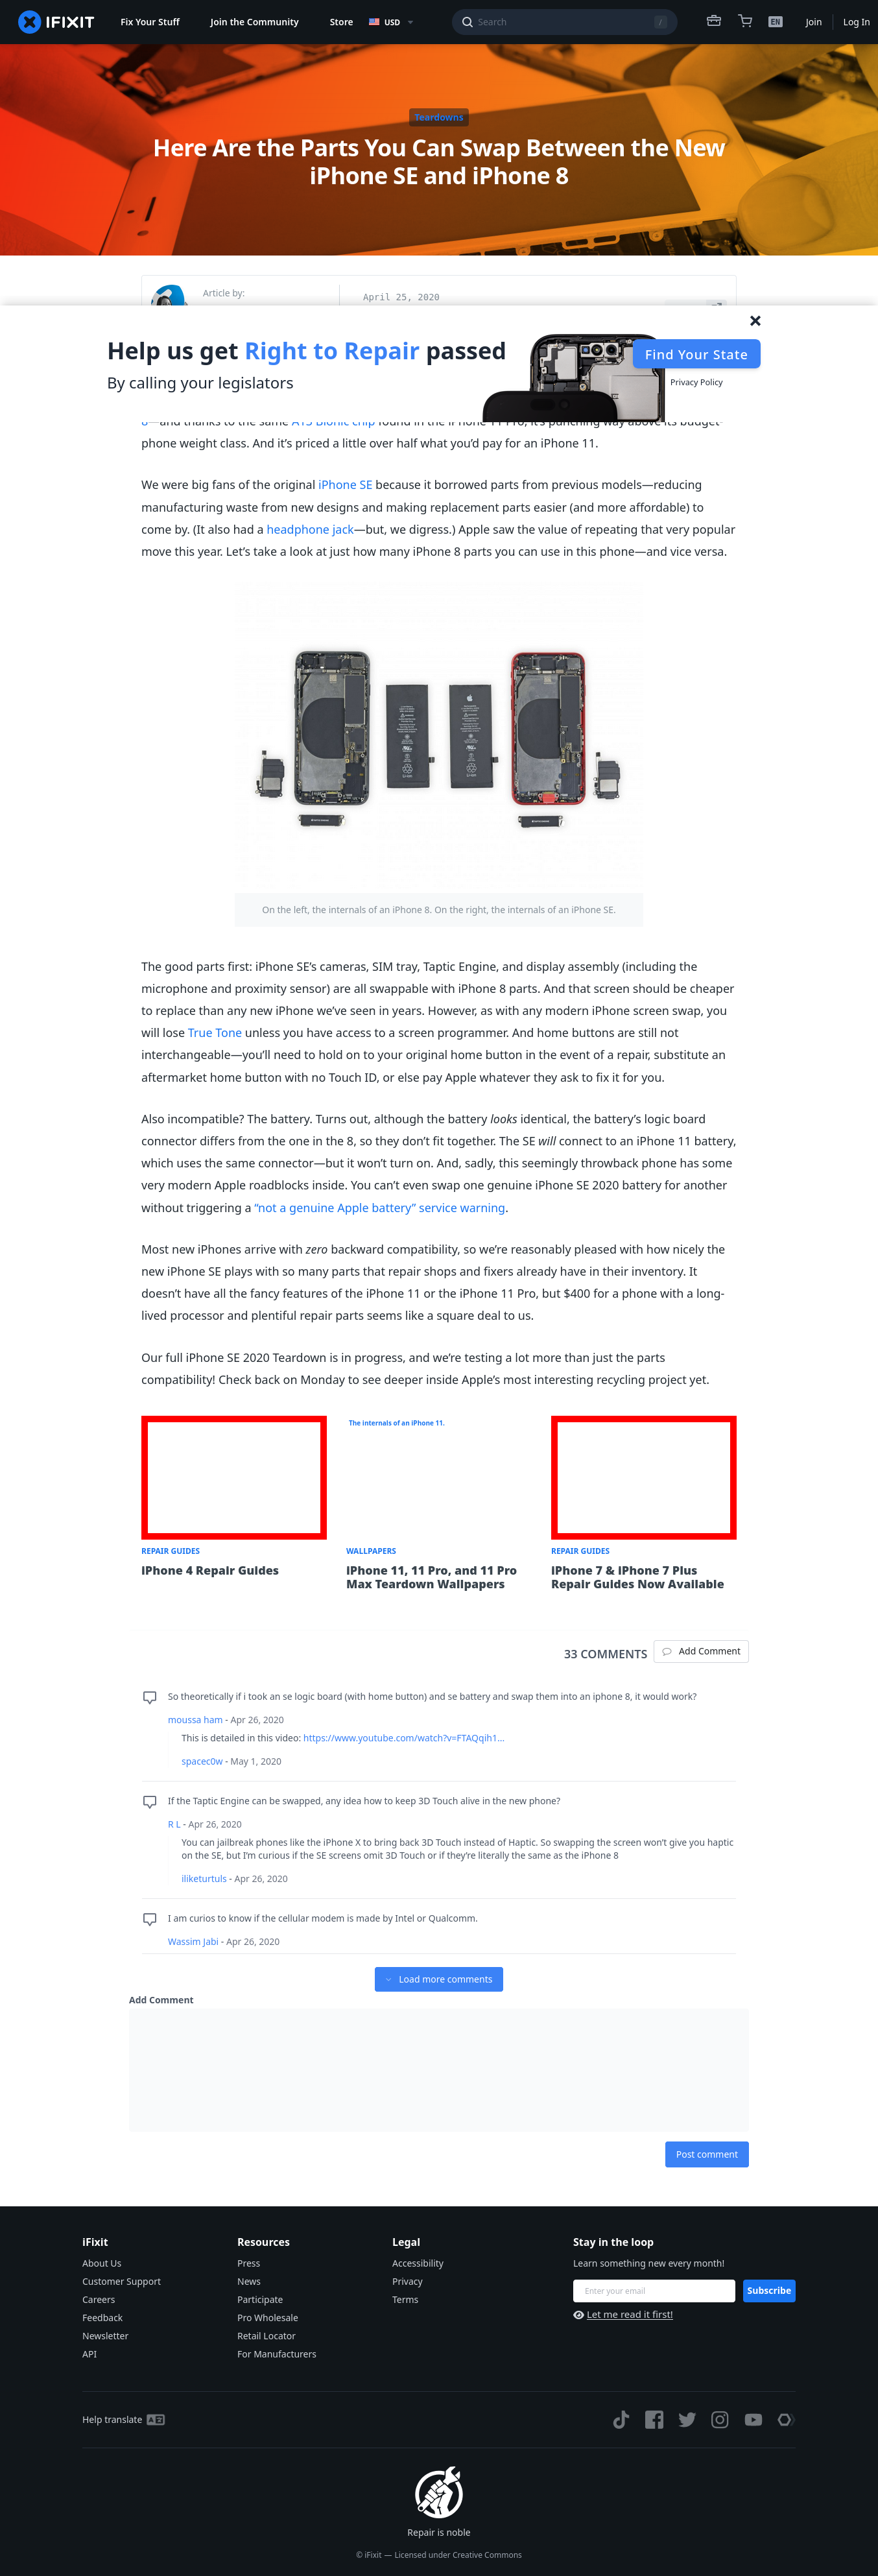 IFIXIT
Fix Your Stuff
Join the Community
Store
USD
Search
/
EN
Join
Log In
Teardowns
Here Are the Parts You Can Swap Between the New
iPhone SE and iPhone 8
Article by:
April 25, 2020
Help us get Right to Repair passed
By calling your legislators
Find Your State
Privacy Policy
8—and thanks to the same A13 Bionic chip found in the iPhone 11 Pro, it's punching way above its budget-
phone weight class. And it's priced a little over half what you'd pay for an iPhone 11.
We were big fans of the original iPhone SE because it borrowed parts from previous models—reducing
manufacturing waste from new designs and making replacement parts easier (and more affordable) to
come by. (It also had a headphone jack—but, we digress.) Apple saw the value of repeating that very popular
move this year. Let's take a look at just how many iPhone 8 parts you can use in this phone—and vice versa.
On the left, the internals of an iPhone 8. On the right, the internals of an iPhone SE.
The good parts first: iPhone SE's cameras, SIM tray, Taptic Engine, and display assembly (including the
microphone and proximity sensor) are all swappable with iPhone 8 parts. And that screen should be cheaper
to replace than any new iPhone we've seen in years. However, as with any modern iPhone screen swap, you
will lose True Tone unless you have access to a screen programmer. And home buttons are still not
interchangeable—you'll need to hold on to your original home button in the event of a repair, substitute an
aftermarket home button with no Touch ID, or else pay Apple whatever they ask to fix it for you.
Also incompatible? The battery. Turns out, although the battery looks identical, the battery's logic board
connector differs from the one in the 8, so they don't fit together. The SE will connect to an iPhone 11 battery,
which uses the same connector—but it won't turn on. And, sadly, this seemingly throwback phone has some
very modern Apple roadblocks inside. You can't even swap one genuine iPhone SE 2020 battery for another
without triggering a "not a genuine Apple battery" service warning.
Most new iPhones arrive with zero backward compatibility, so we're reasonably pleased with how nicely the
new iPhone SE plays with so many parts that repair shops and fixers already have in their inventory. It
doesn't have all the fancy features of the iPhone 11 or the iPhone 11 Pro, but $400 for a phone with a long-
lived processor and plentiful repair parts seems like a square deal to us.
Our full iPhone SE 2020 Teardown is in progress, and we're testing a lot more than just the parts
compatibility! Check back on Monday to see deeper inside Apple's most interesting recycling project yet.
The internals of an iPhone 11.
REPAIR GUIDES
iPhone 4 Repair Guides
WALLPAPERS
iPhone 11, 11 Pro, and 11 Pro
Max Teardown Wallpapers
REPAIR GUIDES
iPhone 7 & iPhone 7 Plus
Repair Guides Now Available
33 COMMENTS
Add Comment
So theoretically if i took an se logic board (with home button) and se battery and swap them into an iphone 8, it would work?
moussa ham - Apr 26, 2020
This is detailed in this video: https://www.youtube.com/watch?v=FTAQqih1...
spacec0w - May 1, 2020
If the Taptic Engine can be swapped, any idea how to keep 3D Touch alive in the new phone?
R L - Apr 26, 2020
You can jailbreak phones like the iPhone X to bring back 3D Touch instead of Haptic. So swapping the screen won't give you haptic
on the SE, but I'm curious if the SE screens omit 3D Touch or if they're literally the same as the iPhone 8
iliketurtuls - Apr 26, 2020
I am curios to know if the cellular modem is made by Intel or Qualcomm.
Wassim Jabi - Apr 26, 2020
Load more comments
Add Comment
Post comment
iFixit
About Us
Customer Support
Careers
Feedback
Newsletter
API
Resources
Press
News
Participate
Pro Wholesale
Retail Locator
For Manufacturers
Legal
Accessibility
Privacy
Terms
Stay in the loop
Learn something new every month!
Enter your email
Subscribe
Let me read it first!
Help translate
Repair is noble
© iFixit — Licensed under Creative Commons